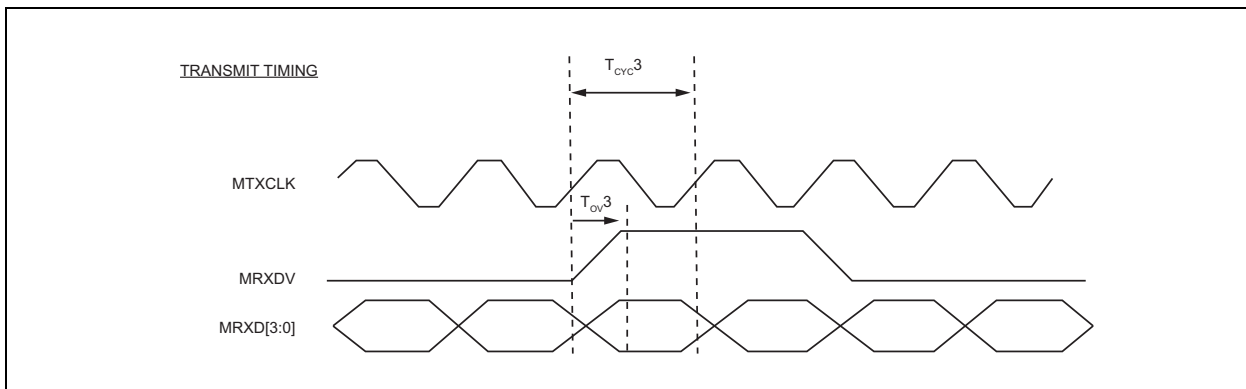 TRANSMIT TIMING
TCYC3
MTXCLK
TOV3
MRXDV
MRXD[3:0]